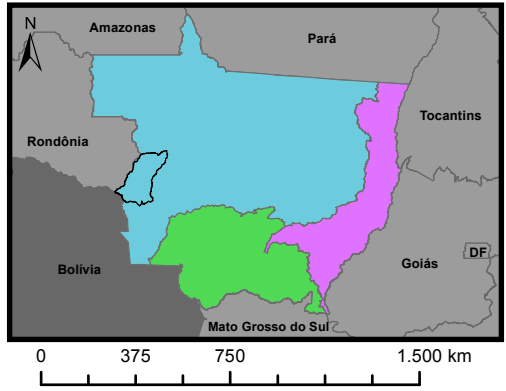 N
Amazonas
Pará
Tocantins
Rondônia
Bolívia
Goiás
DF
Mato Grosso do Sul
0 375 750 1.500 km